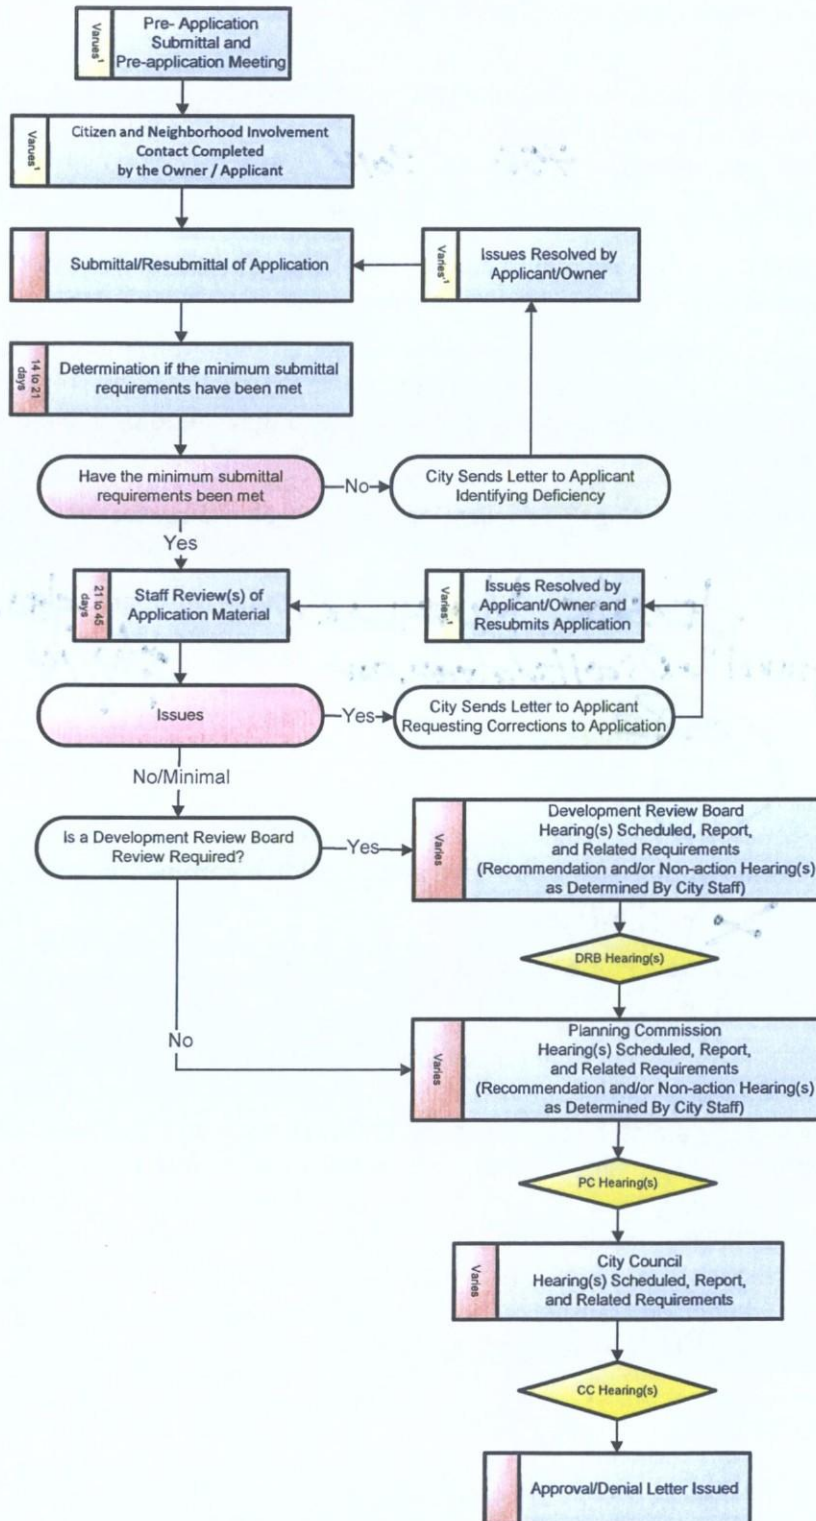 Varues¹
Pre- Application
Submittal and
Pre-application Meeting
Varues¹
Citizen and Neighborhood Involvement
Contact Completed
by the Owner / Applicant
Submittal/Resubmittal of Application
Varies¹
Issues Resolved by
Applicant/Owner
14 to 21
days
Determination if the minimum submittal
requirements have been met
Have the minimum submittal
requirements been met
No
City Sends Letter to Applicant
Identifying Deficiency
Yes
21 to 45
days
Staff Review(s) of
Application Material
Varies¹
Issues Resolved by
Applicant/Owner and
Resubmits Application
Issues
Yes
City Sends Letter to Applicant
Requesting Corrections to Application
No/Minimal
Is a Development Review Board
Review Required?
Yes
Varies
Development Review Board
Hearing(s) Scheduled, Report,
and Related Requirements
(Recommendation and/or Non-action Hearing(s)
as Determined By City Staff)
DRB Hearing(s)
No
Varies
Planning Commission
Hearing(s) Scheduled, Report,
and Related Requirements
(Recommendation and/or Non-action Hearing(s)
as Determined By City Staff)
PC Hearing(s)
Varies
City Council
Hearing(s) Scheduled, Report,
and Related Requirements
CC Hearing(s)
Approval/Denial Letter Issued